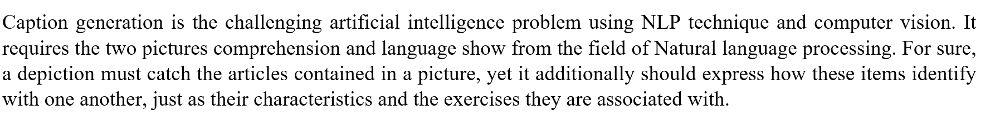 Caption generation is the challenging artificial intelligence problem using NLP technique and computer vision. It
requires the two pictures comprehension and language show from the field of Natural language processing. For sure,
a depiction must catch the articles contained in a picture, yet it additionally should express how these items identify
with one another, just as their characteristics and the exercises they are associated with.